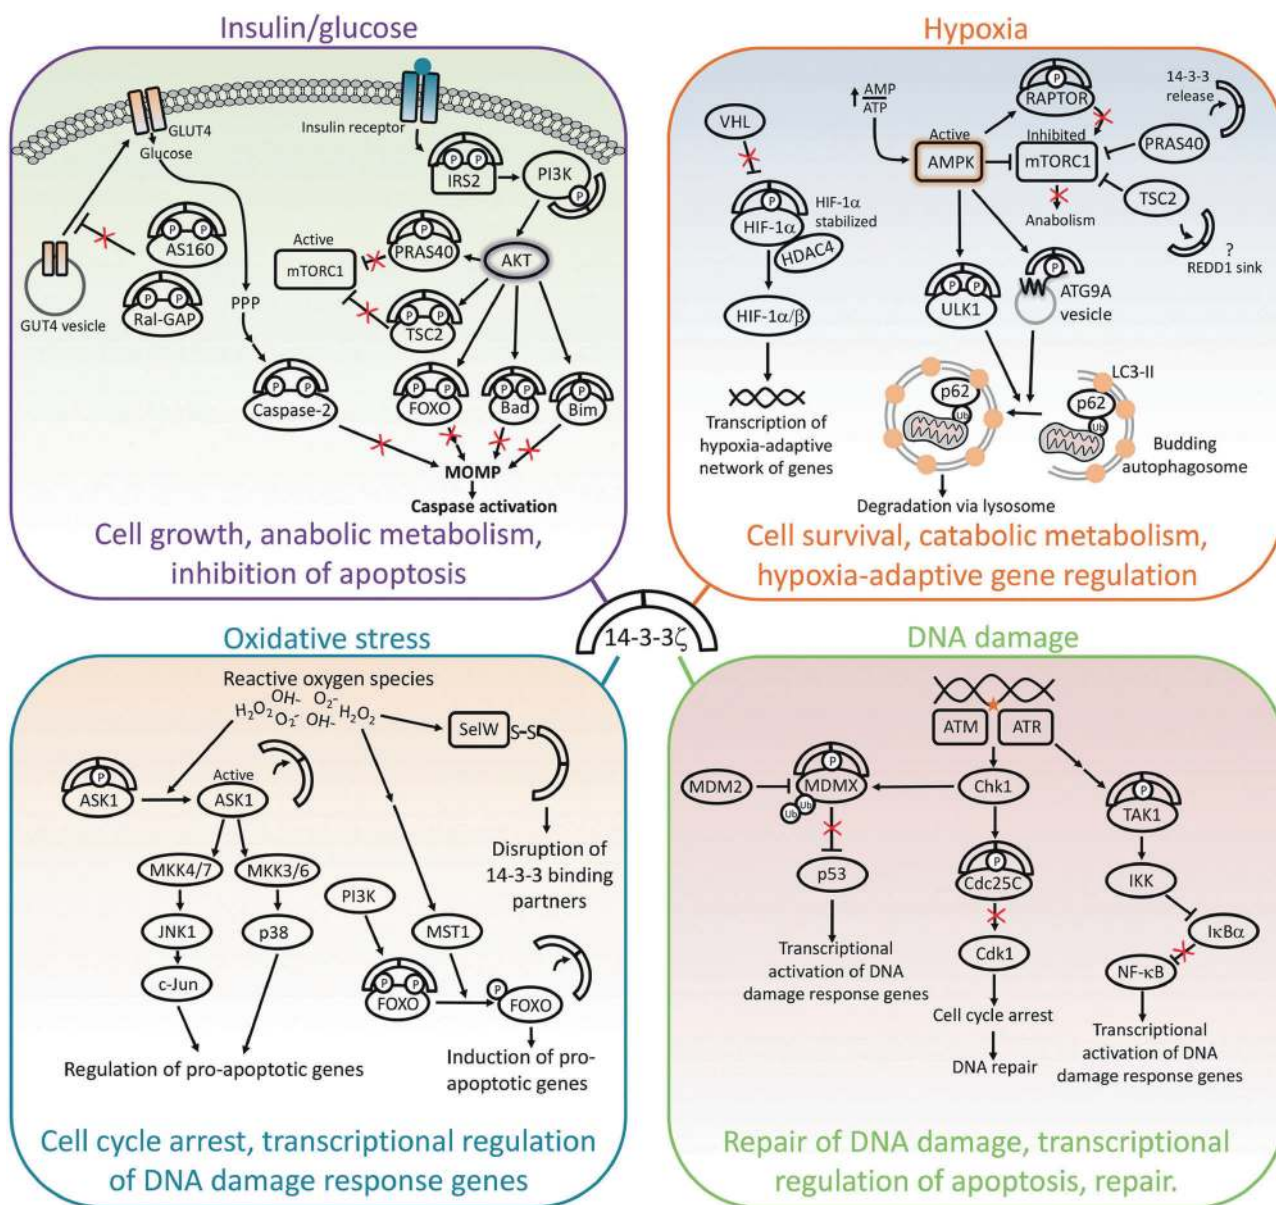 Insulin/glucose
GLUT4
Glucose
Insulin receptor
P P
IRS2
PI3K
P
P P
AS160
P P
Ral-GAP
GUT4 vesicle
PPP
Active
mTORC1
P P
PRAS40
AKT
P P
TSC2
P P
Caspase-2
P P
FOXO
P P
Bad
P
Bim
MOMP
Caspase activation
Cell growth, anabolic metabolism,
inhibition of apoptosis
Hypoxia
VHL
P
HIF-1α
HIF-1α
stabilized
HDAC4
HIF-1α/β
Transcription of
hypoxia-adaptive
network of genes
AMP
ATP
Active
AMPK
P
RAPTOR
Inhibited
mTORC1
Anabolism
14-3-3
release
PRAS40
TSC2
?
REDD1 sink
P P
ULK1
P
ATG9A
vesicle
p62
Ub
LC3-II
p62
Ub
Budding
autophagosome
Degradation via lysosome
Cell survival, catabolic metabolism,
hypoxia-adaptive gene regulation
14-3-3ζ
Oxidative stress
Reactive oxygen species
H2O2 OH- O2- O2- OH- H2O2
SelW
S-S
P
ASK1
Active
ASK1
MKK4/7
MKK3/6
JNK1
p38
c-Jun
Regulation of pro-apoptotic genes
Disruption of
14-3-3 binding
partners
PI3K
MST1
P P
FOXO
P
FOXO
Induction of pro-
apoptotic genes
Cell cycle arrest, transcriptional regulation
of DNA damage response genes
DNA damage
ATM
ATR
MDM2
P
MDMX
Ub
Ub
Chk1
P
TAK1
p53
P
Cdc25C
IKK
Cdk1
IκBα
NF-κB
Transcriptional
activation of DNA
damage response genes
Cell cycle arrest
DNA repair
Transcriptional
activation of DNA
damage response genes
Repair of DNA damage, transcriptional
regulation of apoptosis, repair.